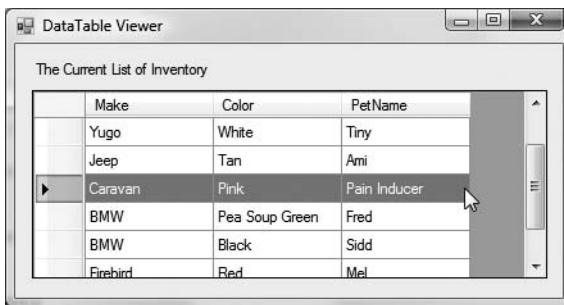 DataTable Viewer
The Current List of Inventory
Make Color PetName
Yugo White Tiny
Jeep Tan Ami
Caravan Pink Pain Inducer
BMW Pea Soup Green Fred
BMW Black Sidd
Firebird Red Mel